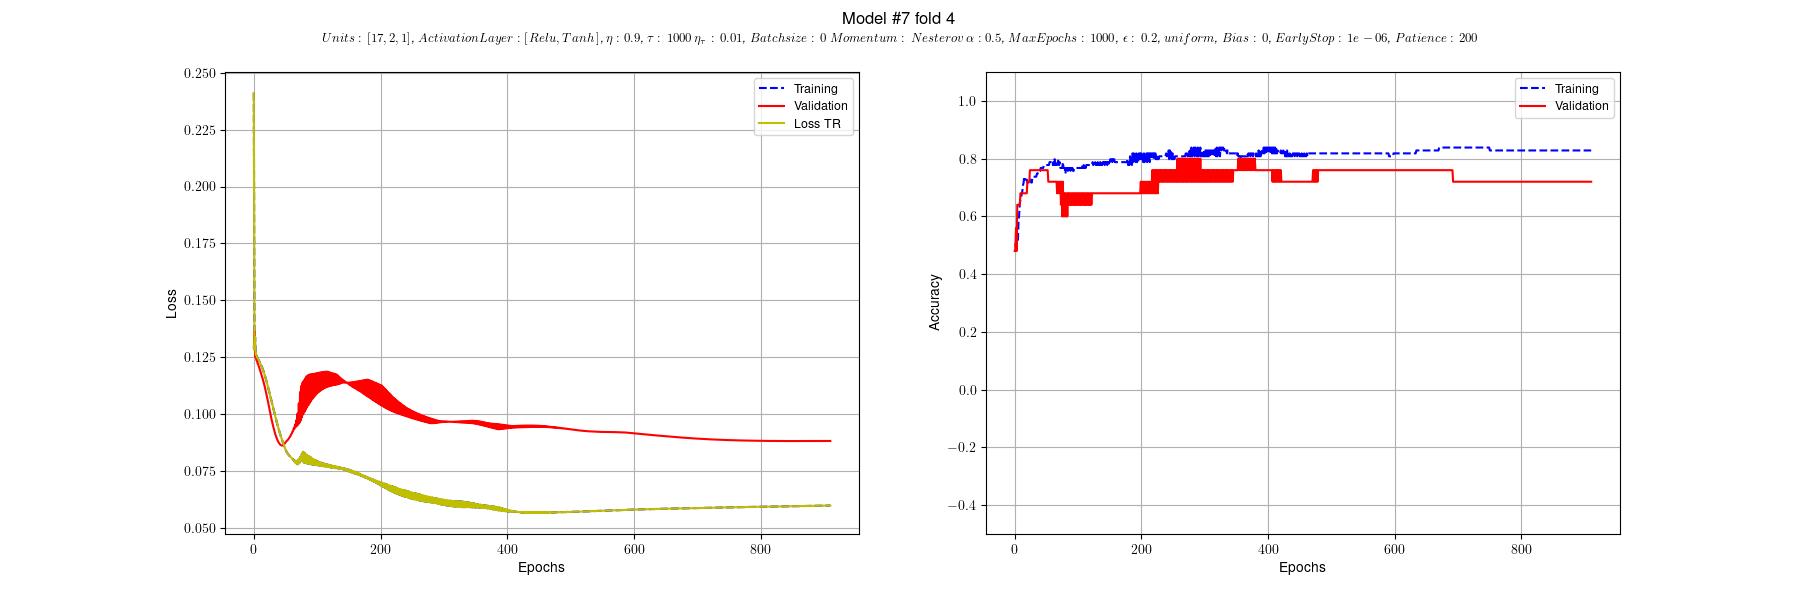 Model #7 fold 4
Units : [17, 2, 1], ActivationLayer : [Relu, Tanh], η : 0.9, τ : 1000 ητ : 0.01, Batchsize : 0 Momentum : Nesterov α : 0.5, MaxEpochs : 1000, ϵ : 0.2, uniform, Bias : 0, EarlyStop : 1e − 06, Patience : 200
0.250
0.225
0.200
0.175
0.150
0.125
0.100
0.075
0.050
Loss
0 200 400 600 800
Epochs
Training
Validation
Loss TR
1.0
0.8
0.6
0.4
0.2
0.0
−0.2
−0.4
Accuracy
0 200 400 600 800
Epochs
Training
Validation